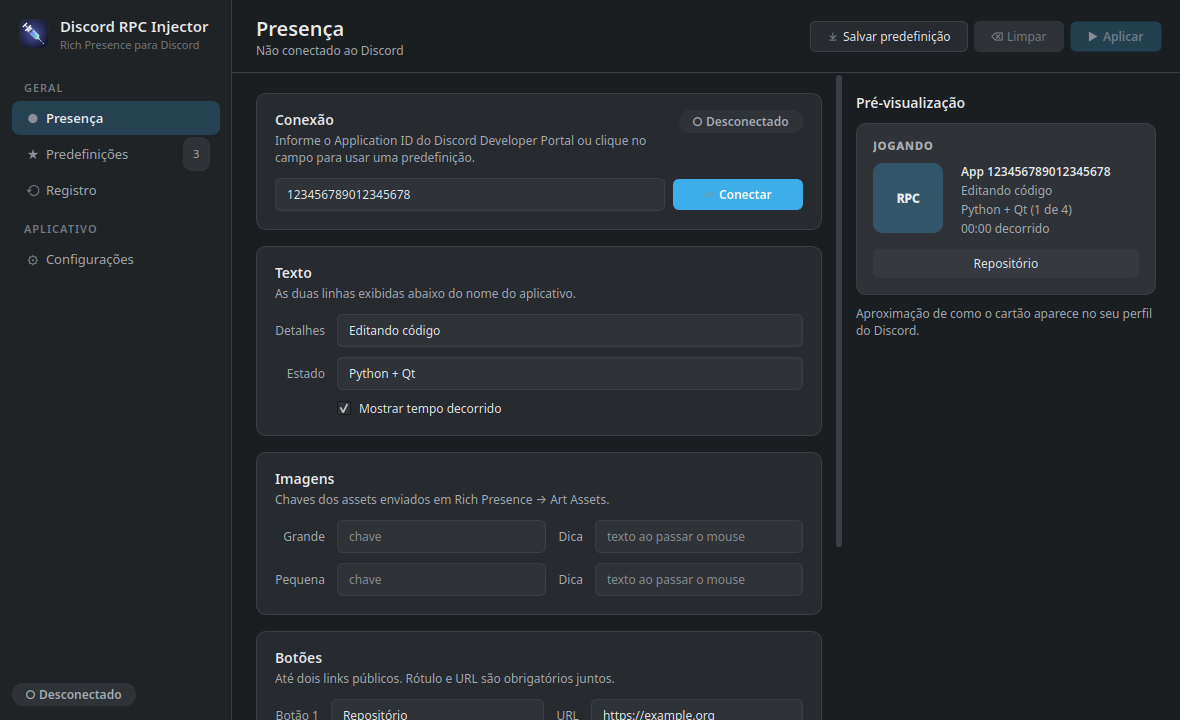 Discord RPC Injector
Rich Presence para Discord
GERAL
Presença
Predefinições 3
Registro
APLICATIVO
Configurações
Desconectado
Presença
Não conectado ao Discord
Salvar predefinição
Limpar
Aplicar
Conexão
Desconectado
Informe o Application ID do Discord Developer Portal ou clique no
campo para usar uma predefinição.
123456789012345678
Conectar
Texto
As duas linhas exibidas abaixo do nome do aplicativo.
Detalhes Editando código
Estado Python + Qt
Mostrar tempo decorrido
Imagens
Chaves dos assets enviados em Rich Presence → Art Assets.
Grande chave Dica texto ao passar o mouse
Pequena chave Dica texto ao passar o mouse
Botões
Até dois links públicos. Rótulo e URL são obrigatórios juntos.
Botão 1 Repositório URL https://example.org
Pré-visualização
JOGANDO
RPC
App 123456789012345678
Editando código
Python + Qt (1 de 4)
00:00 decorrido
Repositório
Aproximação de como o cartão aparece no seu perfil
do Discord.